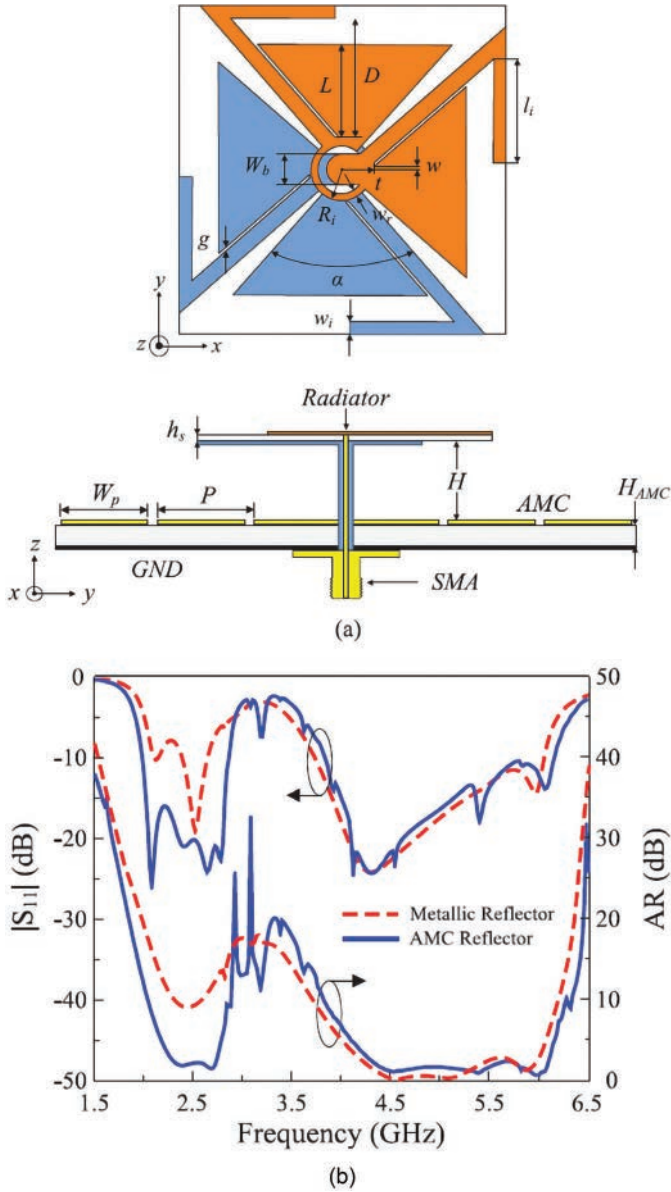 L
D
l_i
W_b
w
t
R_i
w_r
g
α
w_i
y
z
x
Radiator
h_s
W_p
P
H
AMC
H_AMC
z
GND
x
y
SMA
(a)
0
50
-10
40
-20
30
|S11| (dB)
AR (dB)
Metallic Reflector
-30
20
AMC Reflector
-40
10
-50
0
1.5 2.5 3.5 4.5 5.5 6.5
Frequency (GHz)
(b)